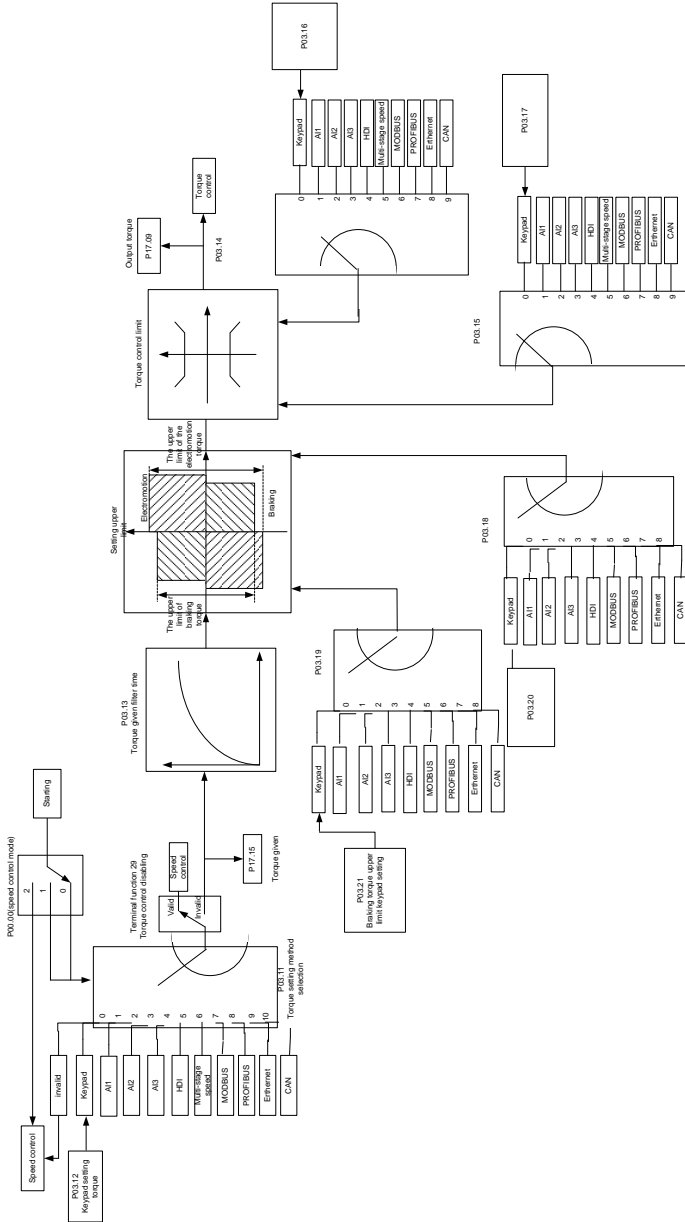 P00.00(speed control mode)
Starting
2
1
0
Speed control
invalid
Keypad
AI1
AI2
AI3
HDI
Multi-stage
speed
MODBUS
PROFIBUS
Erthernet
CAN
P03.12
Keypad setting
torque
0
1
2
3
4
5
6
7
8
9
10
P03.11
Torque setting method
selection
Terminal function 29
Torque control disabling
Valid
Invalid
Speed
control
P17.15
Torque given
P03.13
Torque given filter time
Setting upper
limit
Electromotion
The upper
limit of the
electromotion
torque
The upper
limit of
braking
torque
Braking
Torque control limit
Output torque
P17.09
Torque
control
P03.14
P03.16
Keypad
AI1
AI2
AI3
HDI
Multi-stage speed
MODBUS
PROFIBUS
Erthernet
CAN
0
1
2
3
4
5
6
7
8
9
P03.17
P03.15
Keypad
AI1
AI2
AI3
HDI
Multi-stage speed
MODBUS
PROFIBUS
Erthernet
CAN
0
1
2
3
4
5
6
7
8
9
P03.19
Keypad
AI1
AI2
AI3
HDI
MODBUS
PROFIBUS
Erthernet
CAN
0
1
2
3
4
5
6
7
8
P03.21
Braking torque upper
limit keypad setting
P03.18
Keypad
AI1
AI2
AI3
HDI
MODBUS
PROFIBUS
Erthernet
CAN
0
1
2
3
4
5
6
7
8
P03.20